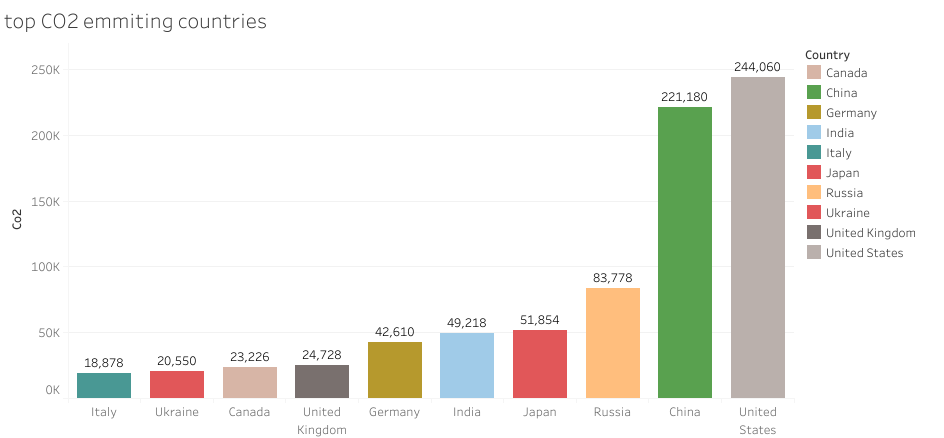 top CO2 emmiting countries
Country
Canada
China
Germany
India
Italy
Japan
Russia
Ukraine
United Kingdom
United States
Co2
250K
200K
150K
100K
50K
0K
18,878
20,550
23,226
24,728
42,610
49,218
51,854
83,778
221,180
244,060
Italy
Ukraine
Canada
United
Kingdom
Germany
India
Japan
Russia
China
United
States